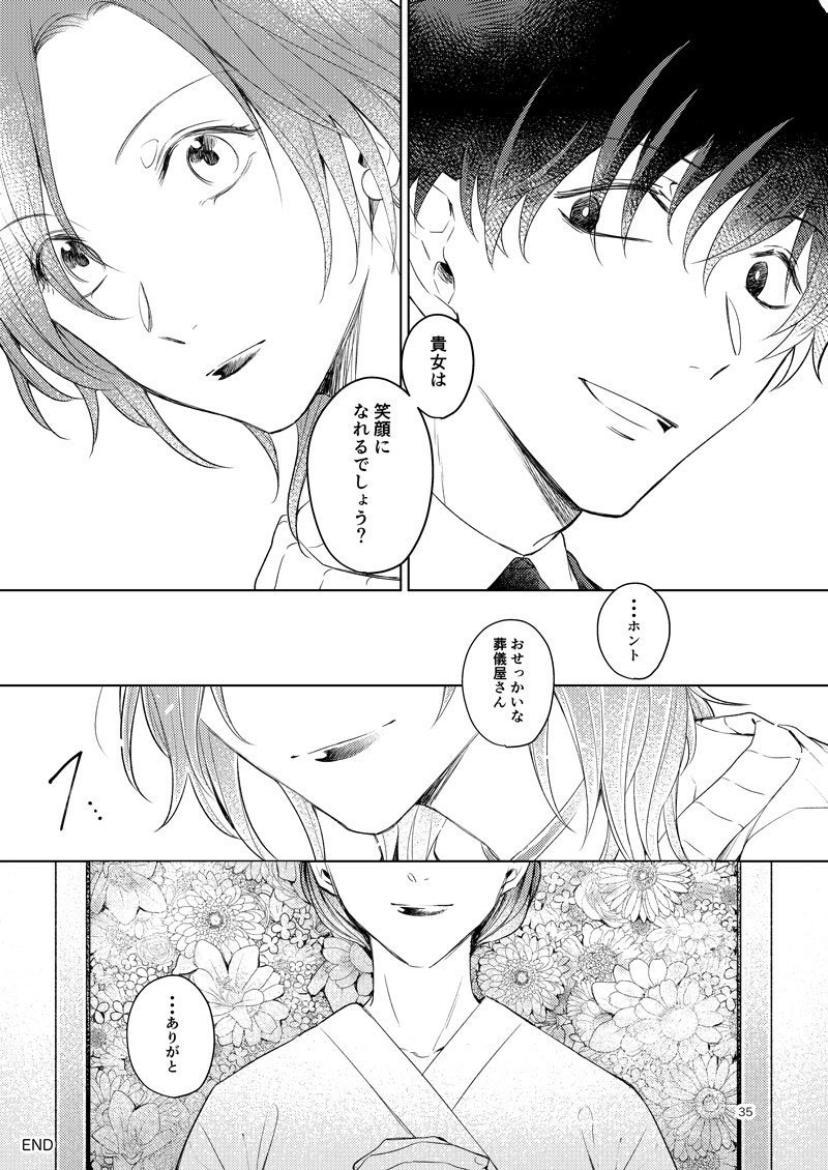 貴女は
笑顔に
なれるでしょう?
・・・ホント
おせっかいな
葬儀屋さん
・・・ありがと
35
END